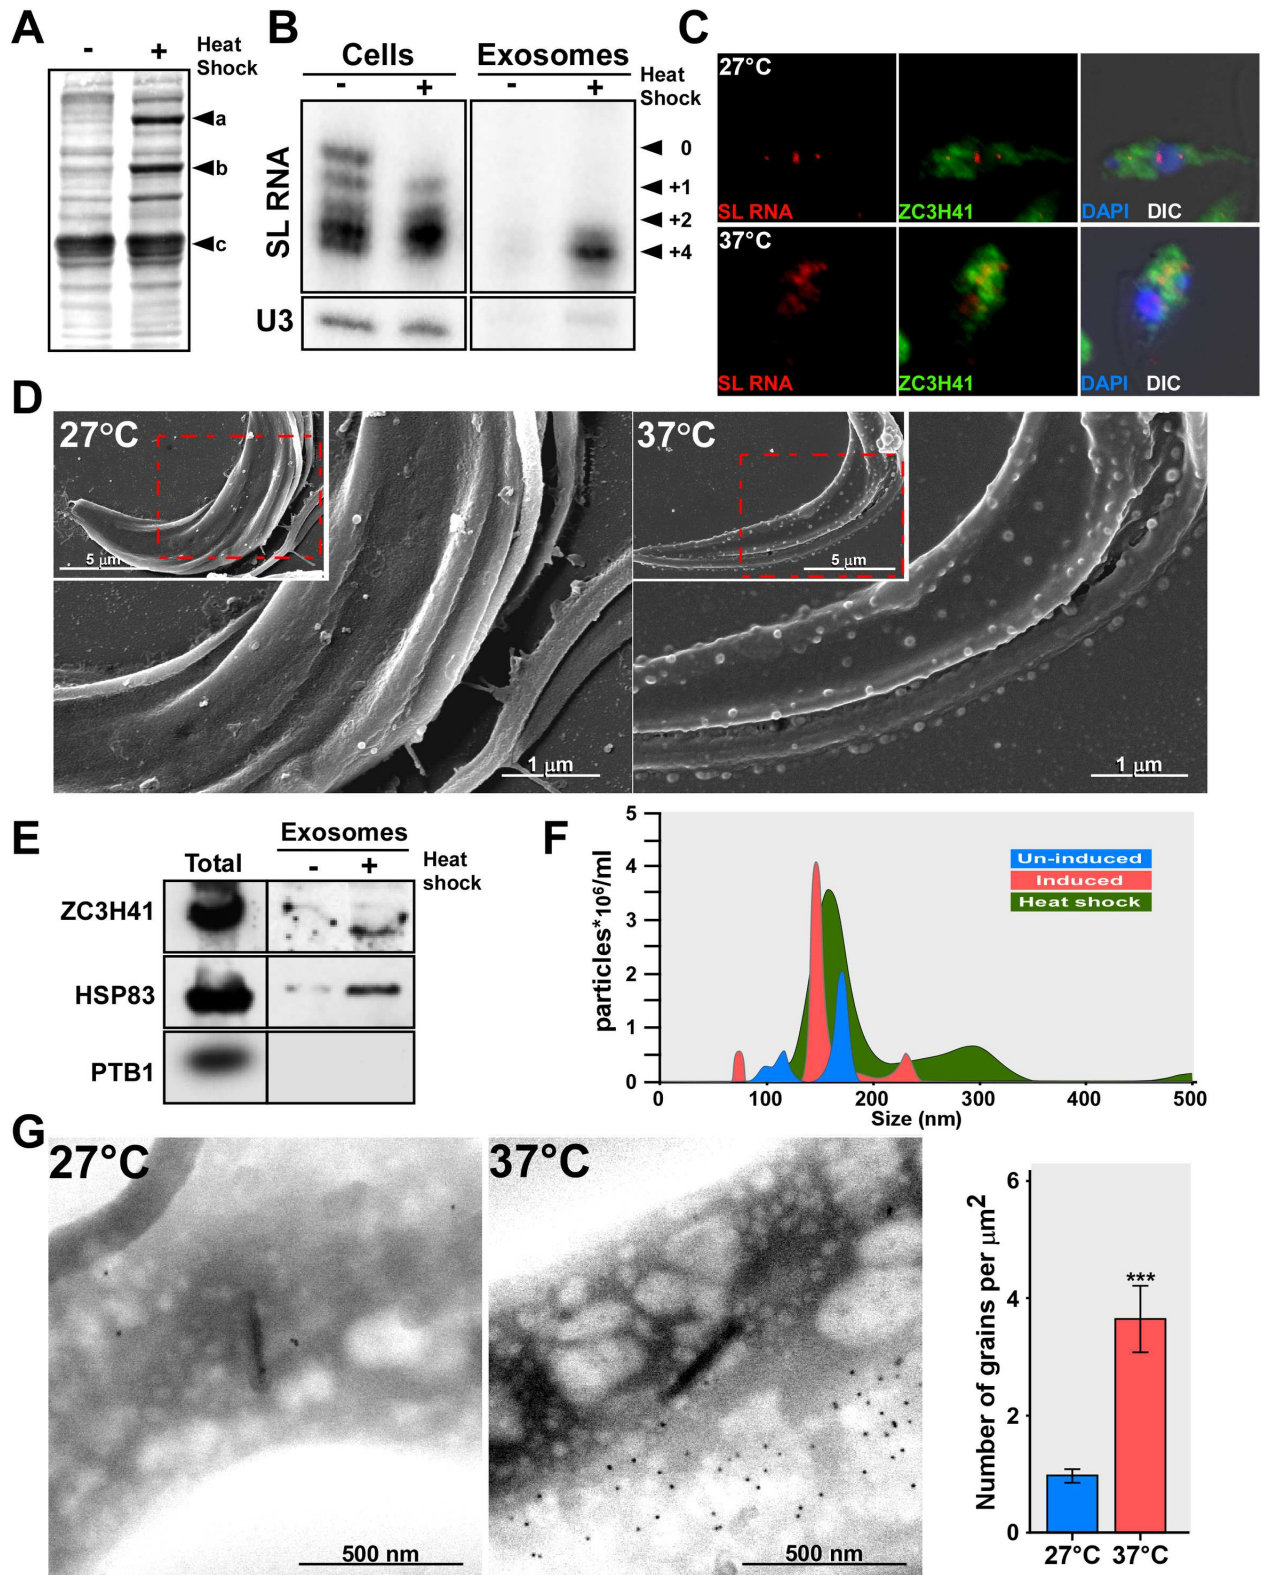 A
- + Heat
Shock
a
b
c
B
Cells Exosomes
- + - + Heat
Shock
SL RNA
0
+1
+2
+4
U3
C
27°C
SL RNA ZC3H41 DAPI DIC
37°C
SL RNA ZC3H41 DAPI DIC
D
27°C
5 μm
1 μm
37°C
5 μm
1 μm
E
Exosomes
Total - + Heat
shock
ZC3H41
HSP83
PTB1
F
particles*10⁶/ml
5
4
3
2
1
0
Un-induced
Induced
Heat shock
0 100 200 300 400 500
Size (nm)
G
27°C
500 nm
37°C
500 nm
Number of grains per μm²
6
4
2
0
***
27°C 37°C